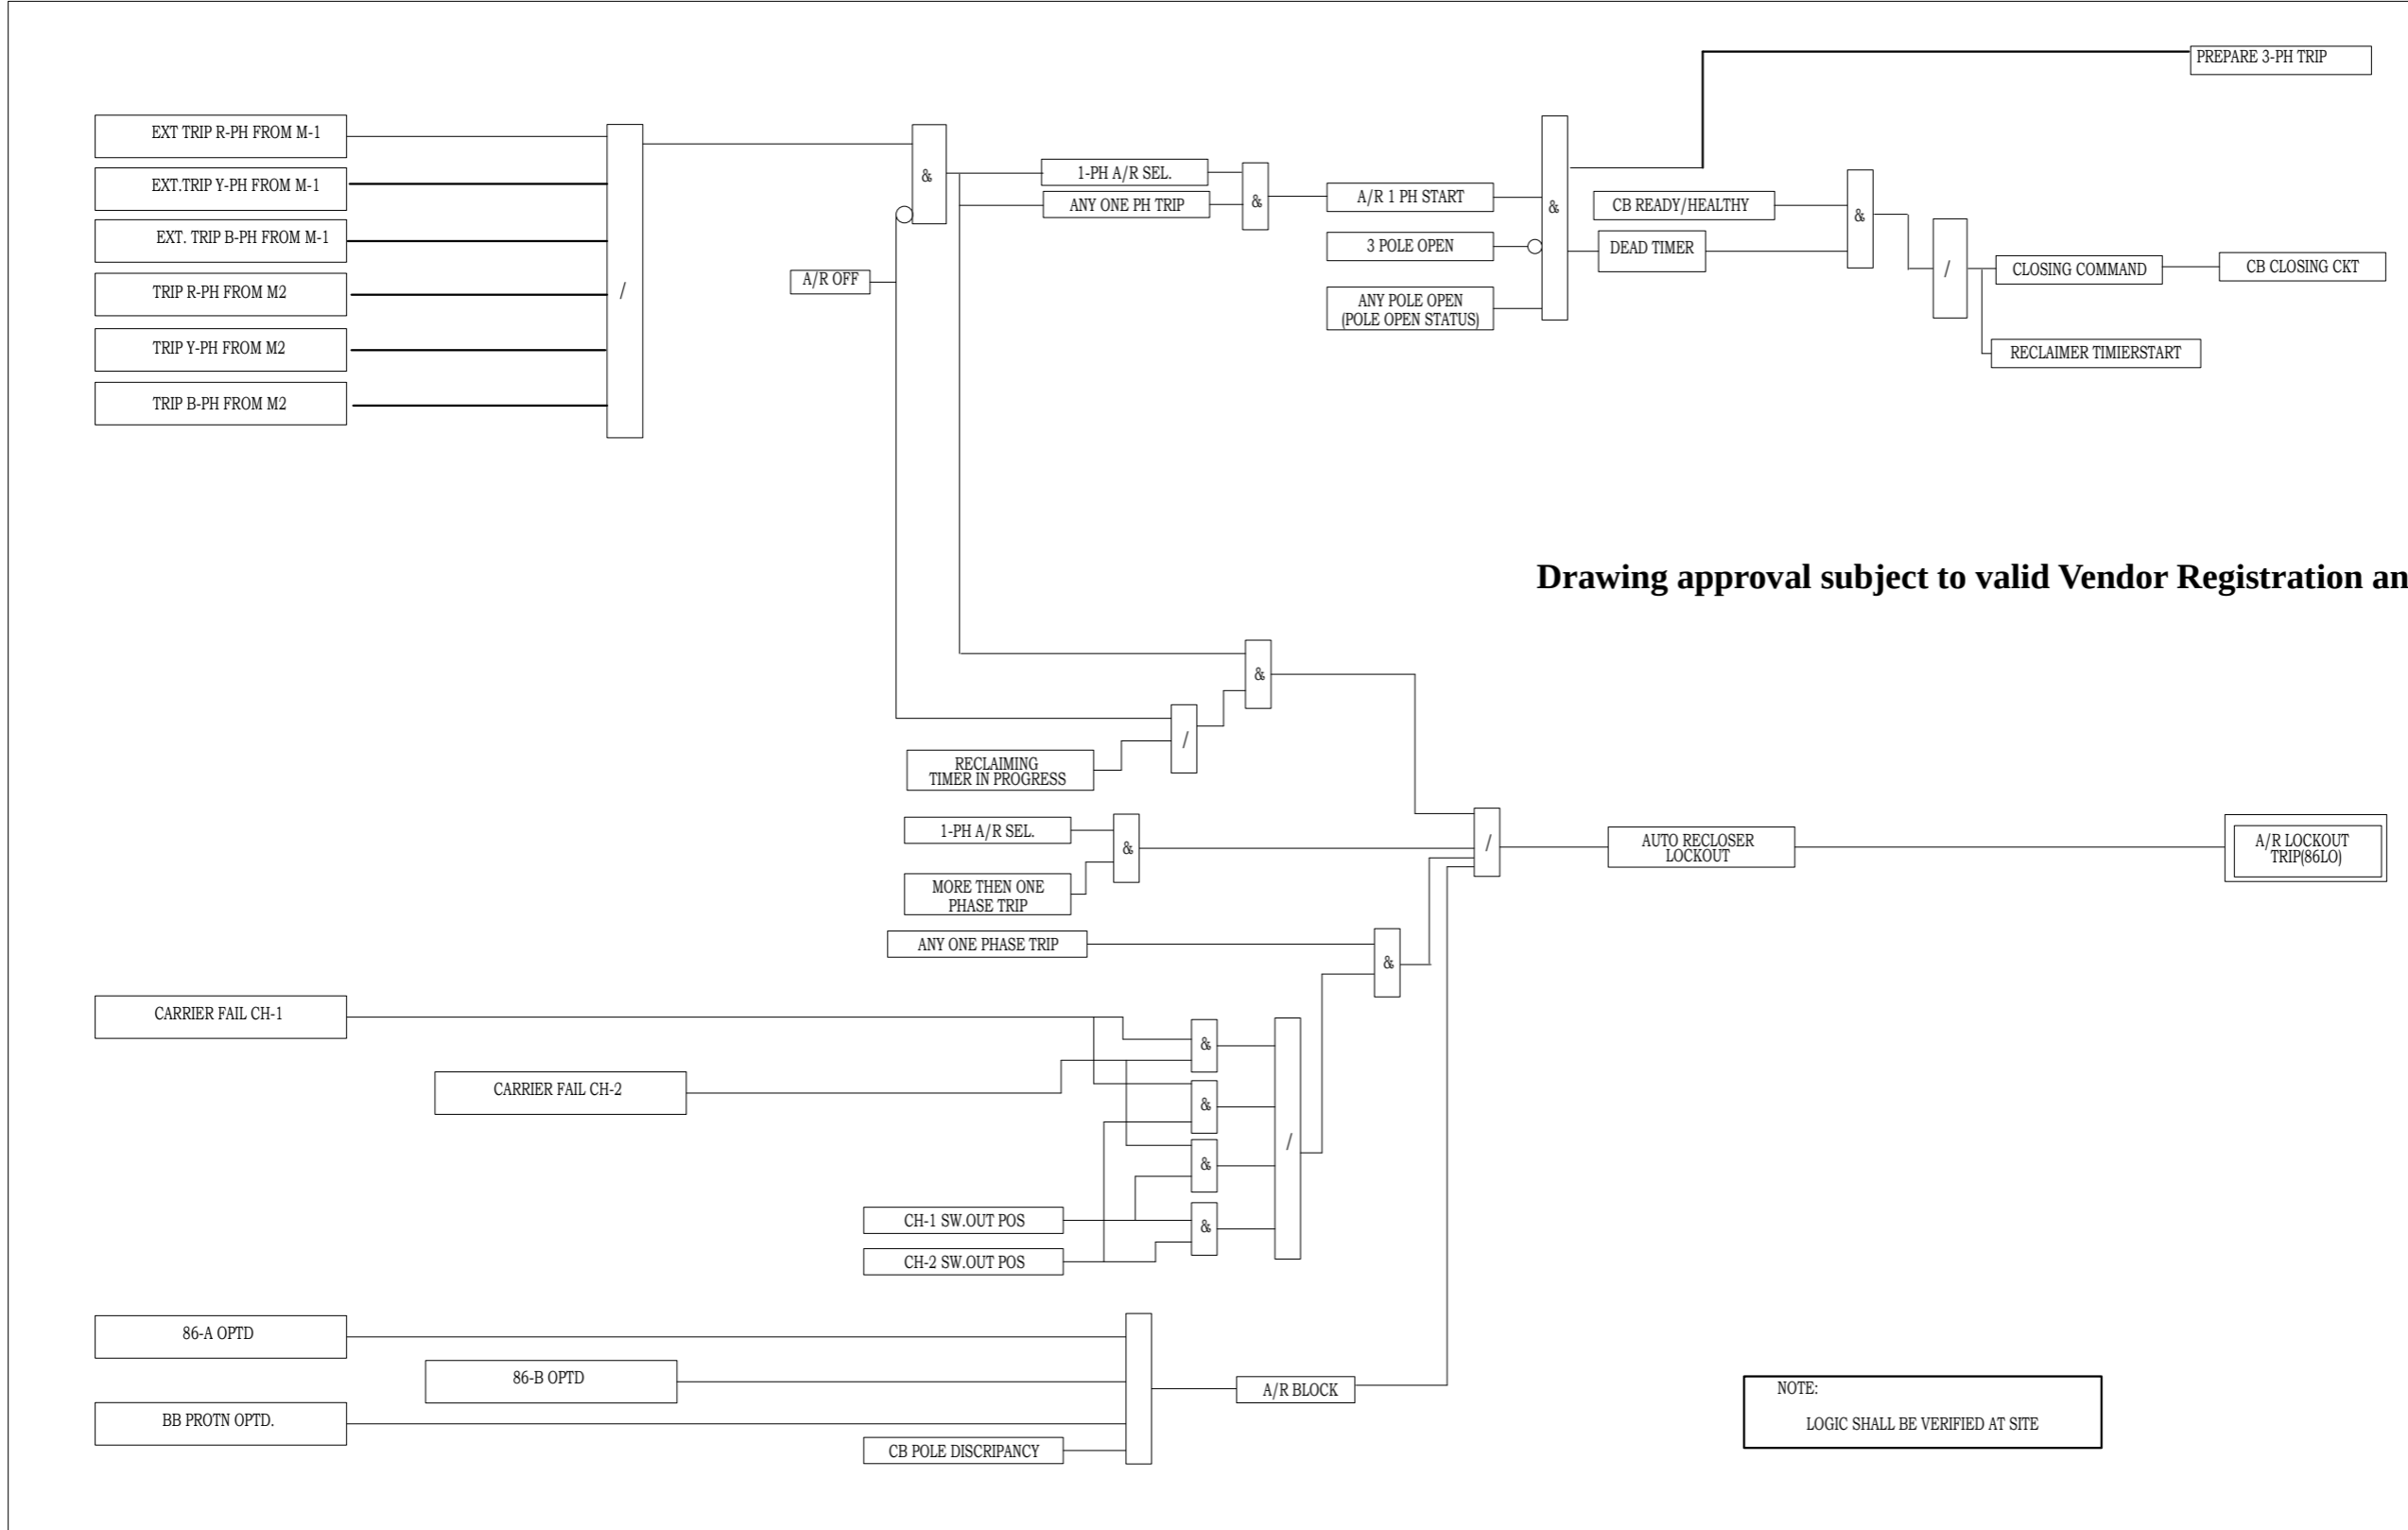 PREPARE 3-PH TRIP
EXT TRIP R-PH FROM M-1
EXT.TRIP Y-PH FROM M-1
EXT. TRIP B-PH FROM M-1
TRIP R-PH FROM M2
TRIP Y-PH FROM M2
TRIP B-PH FROM M2
/
A/R OFF
&
1-PH A/R SEL.
ANY ONE PH TRIP
&
A/R 1 PH START
3 POLE OPEN
ANY POLE OPEN
(POLE OPEN STATUS)
&
CB READY/HEALTHY
DEAD TIMER
&
/
CLOSING COMMAND
CB CLOSING CKT
RECLAIMER TIMIERSTART
Drawing approval subject to valid Vendor Registration an
&
/
RECLAIMING
TIMER IN PROGRESS
1-PH A/R SEL.
&
MORE THEN ONE
PHASE TRIP
/
AUTO RECLOSER
LOCKOUT
A/R LOCKOUT
TRIP(86LO)
ANY ONE PHASE TRIP
&
CARRIER FAIL CH-1
CARRIER FAIL CH-2
&
&
&
&
/
CH-1 SW.OUT POS
CH-2 SW.OUT POS
86-A OPTD
86-B OPTD
BB PROTN OPTD.
CB POLE DISCRIPANCY
A/R BLOCK
NOTE:
LOGIC SHALL BE VERIFIED AT SITE